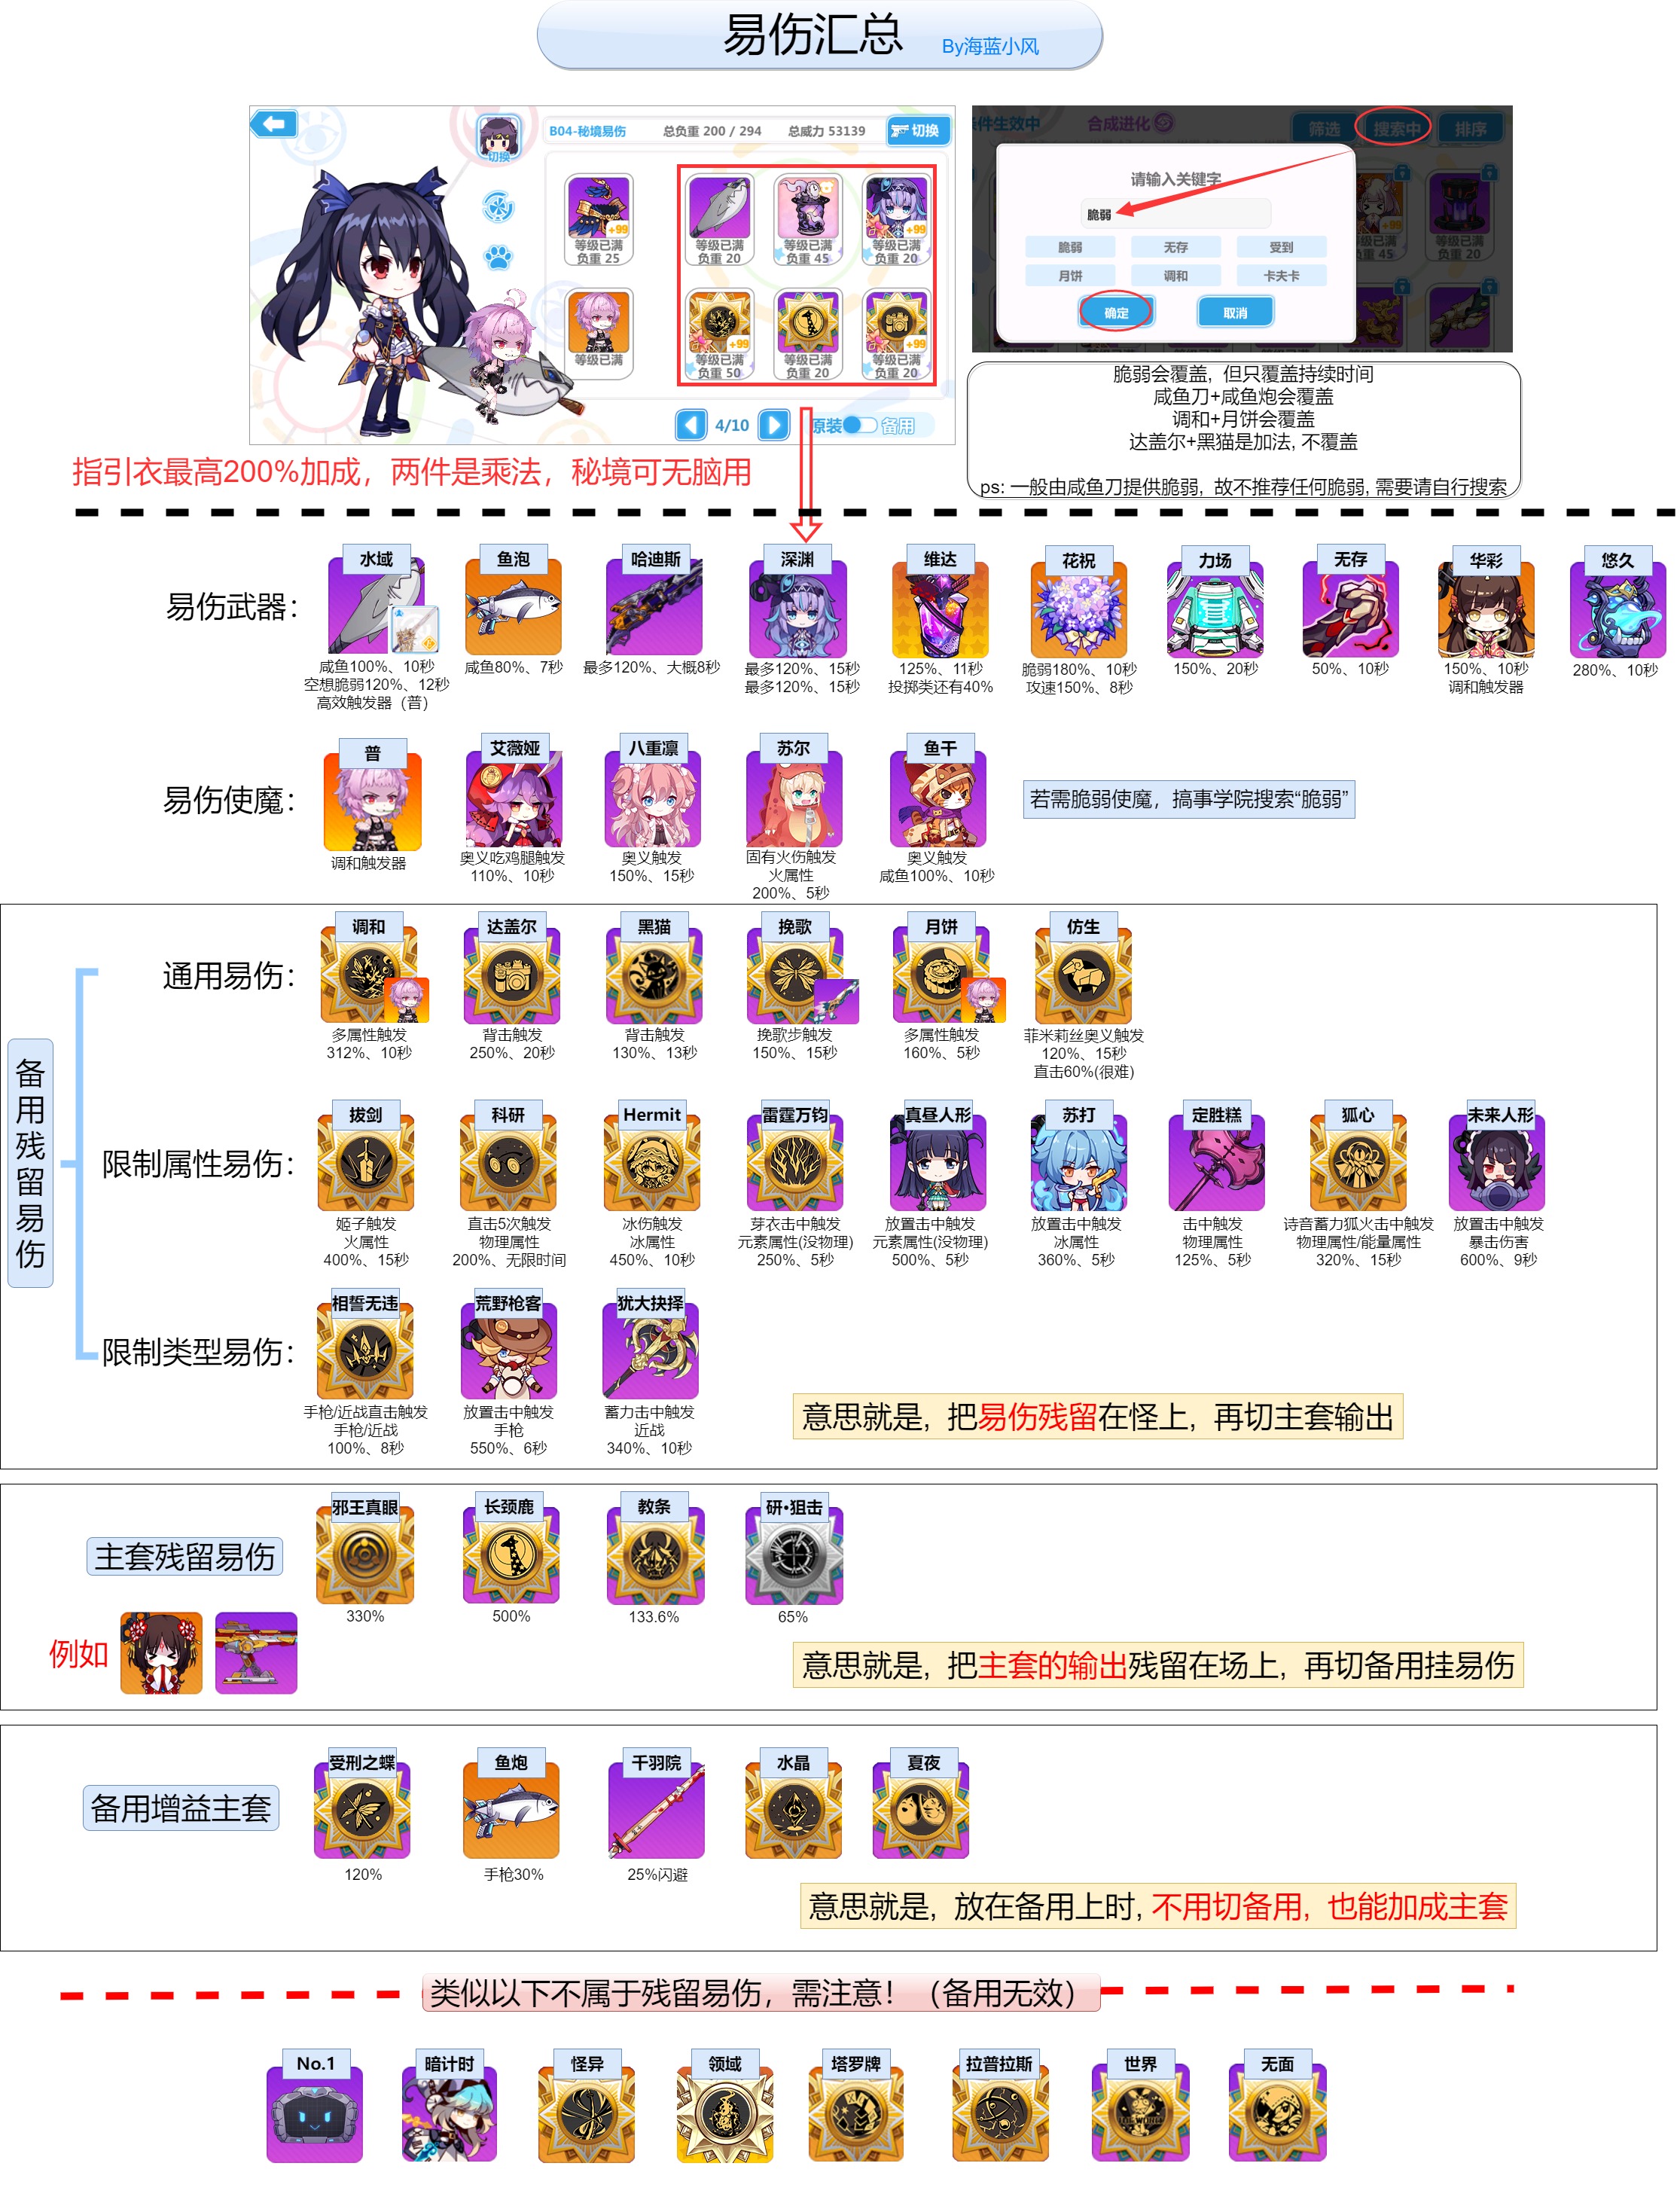 易伤汇总 By海蓝小风
切换
B04-秘境易伤 总负重 200 / 294 总威力 53139 切换
+99 +99
等级已满 等级已满 等级已满 等级已满
负重 25 负重 20 负重 45 负重 20
+99 +99
等级已满 等级已满 等级已满 等级已满
负重 50 负重 20 负重 20
4/10 原装 备用
件生效中 合成进化 筛选 搜索中 排序
请输入关键字
脆弱
脆弱 无存 受到
月饼 调和 卡夫卡
确定 取消
负重 45 负重 20
脆弱会覆盖, 但只覆盖持续时间
咸鱼刀+咸鱼炮会覆盖
调和+月饼会覆盖
达盖尔+黑猫是加法, 不覆盖
ps: 一般由咸鱼刀提供脆弱, 故不推荐任何脆弱, 需要请自行搜索
指引衣最高200%加成，两件是乘法，秘境可无脑用
易伤武器：
水域 鱼泡 哈迪斯 深渊 维达 花祝 力场 无存 华彩 悠久
咸鱼100%、10秒 咸鱼80%、7秒 最多120%、大概8秒 最多120%、15秒 125%、11秒 脆弱180%、10秒 150%、20秒 50%、10秒 150%、10秒 280%、10秒
空想脆弱120%、12秒 最多120%、15秒 投掷类还有40% 攻速150%、8秒 调和触发器
高效触发器（普）
易伤使魔：
普 艾薇娅 八重凛 苏尔 鱼干
若需脆弱使魔，搞事学院搜索“脆弱”
调和触发器 奥义吃鸡腿触发 奥义触发 固有火伤触发 奥义触发
110%、10秒 150%、15秒 火属性 咸鱼100%、10秒
200%、5秒
备用残留易伤
通用易伤：
调和 达盖尔 黑猫 挽歌 月饼 仿生
多属性触发 背击触发 背击触发 挽歌步触发 多属性触发 菲米莉丝奥义触发
312%、10秒 250%、20秒 130%、13秒 150%、15秒 160%、5秒 120%、15秒
直击60%(很难)
限制属性易伤：
拔剑 科研 Hermit 雷霆万钧 真昼人形 苏打 定胜糕 狐心 未来人形
姬子触发 直击5次触发 冰伤触发 芽衣击中触发 放置击中触发 放置击中触发 击中触发 诗音蓄力狐火击中触发 放置击中触发
火属性 物理属性 冰属性 元素属性(没物理) 元素属性(没物理) 冰属性 物理属性 物理属性/能量属性 暴击伤害
400%、15秒 200%、无限时间 450%、10秒 250%、5秒 500%、5秒 360%、5秒 125%、5秒 320%、15秒 600%、9秒
限制类型易伤：
相誓无违 荒野枪客 犹大抉择
手枪/近战直击触发 放置击中触发 蓄力击中触发
手枪/近战 手枪 近战
100%、8秒 550%、6秒 340%、10秒
意思就是，把易伤残留在怪上，再切主套输出
主套残留易伤
邪王真眼 长颈鹿 教条 研·狙击
330% 500% 133.6% 65%
例如
意思就是，把主套的输出残留在场上，再切备用挂易伤
备用增益主套
受刑之蝶 鱼炮 千羽院 水晶 夏夜
120% 手枪30% 25%闪避
意思就是，放在备用上时, 不用切备用，也能加成主套
类似以下不属于残留易伤，需注意！（备用无效）
No.1 暗计时 怪异 领域 塔罗牌 拉普拉斯 世界 无面